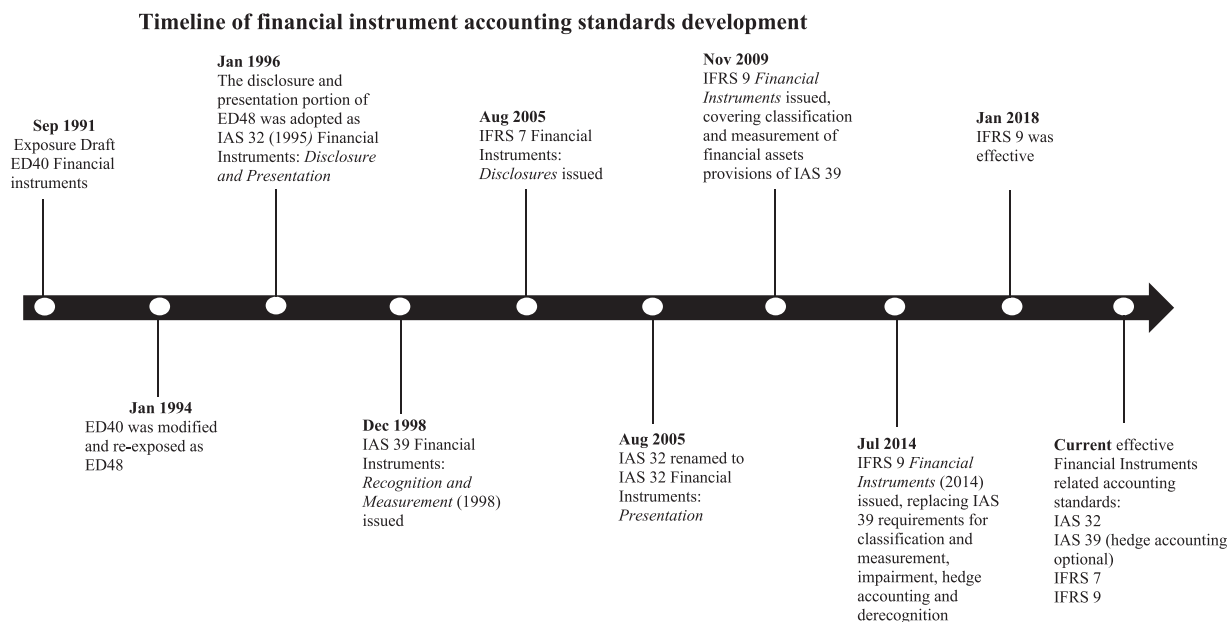 Timeline of financial instrument accounting standards development
Sep 1991
Exposure Draft
ED40 Financial
instruments
Jan 1994
ED40 was modified
and re-exposed as
ED48
Jan 1996
The disclosure and
presentation portion of
ED48 was adopted as
IAS 32 (1995) Financial
Instruments: Disclosure
and Presentation
Dec 1998
IAS 39 Financial
Instruments:
Recognition and
Measurement (1998)
issued
Aug 2005
IFRS 7 Financial
Instruments:
Disclosures issued
Aug 2005
IAS 32 renamed to
IAS 32 Financial
Instruments:
Presentation
Nov 2009
IFRS 9 Financial
Instruments issued,
covering classification
and measurement of
financial assets
provisions of IAS 39
Jul 2014
IFRS 9 Financial
Instruments (2014)
issued, replacing IAS
39 requirements for
classification and
measurement,
impairment, hedge
accounting and
derecognition
Jan 2018
IFRS 9 was
effective
Current effective
Financial Instruments
related accounting
standards:
IAS 32
IAS 39 (hedge accounting
optional)
IFRS 7
IFRS 9